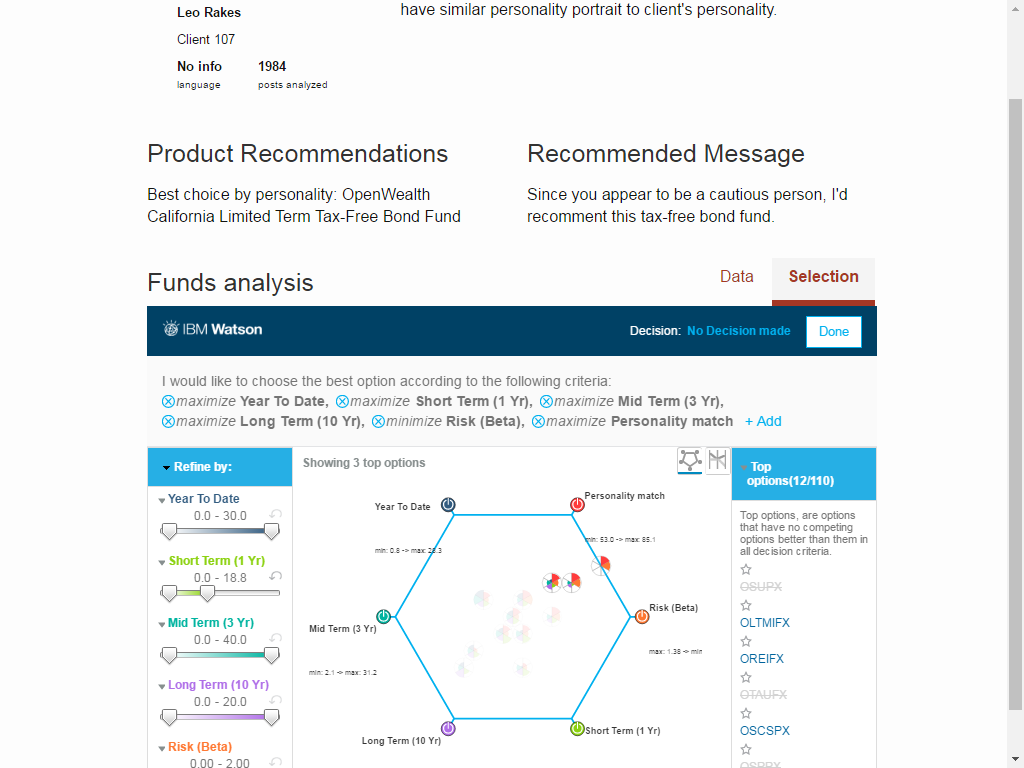 Leo Rakes
have similar personality portrait to client's personality.
Client 107
No info 1984
language posts analyzed
Product Recommendations
Best choice by personality: OpenWealth
California Limited Term Tax-Free Bond Fund
Recommended Message
Since you appear to be a cautious person, I'd
recomment this tax-free bond fund.
Funds analysis
Data
Selection
IBM Watson
Decision: No Decision made
Done
I would like to choose the best option according to the following criteria:
maximize Year To Date, maximize Short Term (1 Yr), maximize Mid Term (3 Yr),
maximize Long Term (10 Yr), minimize Risk (Beta), maximize Personality match + Add
Refine by:
Year To Date
0.0 - 30.0
Short Term (1 Yr)
0.0 - 18.8
Mid Term (3 Yr)
0.0 - 40.0
Long Term (10 Yr)
0.0 - 20.0
Risk (Beta)
0.00 - 2.00
Showing 3 top options
Personality match
Year To Date
min: 53.0 -> max: 85.1
min: 0.8 -> max: 28.3
Risk (Beta)
Mid Term (3 Yr)
max: 1.38 -> min
min: 2.1 -> max: 31.2
Short Term (1 Yr)
Long Term (10 Yr)
Top
options(12/110)
Top options, are options
that have no competing
options better than them in
all decision criteria.
OSUPX
OLTMIFX
OREIFX
OTAUFX
OSCSPX